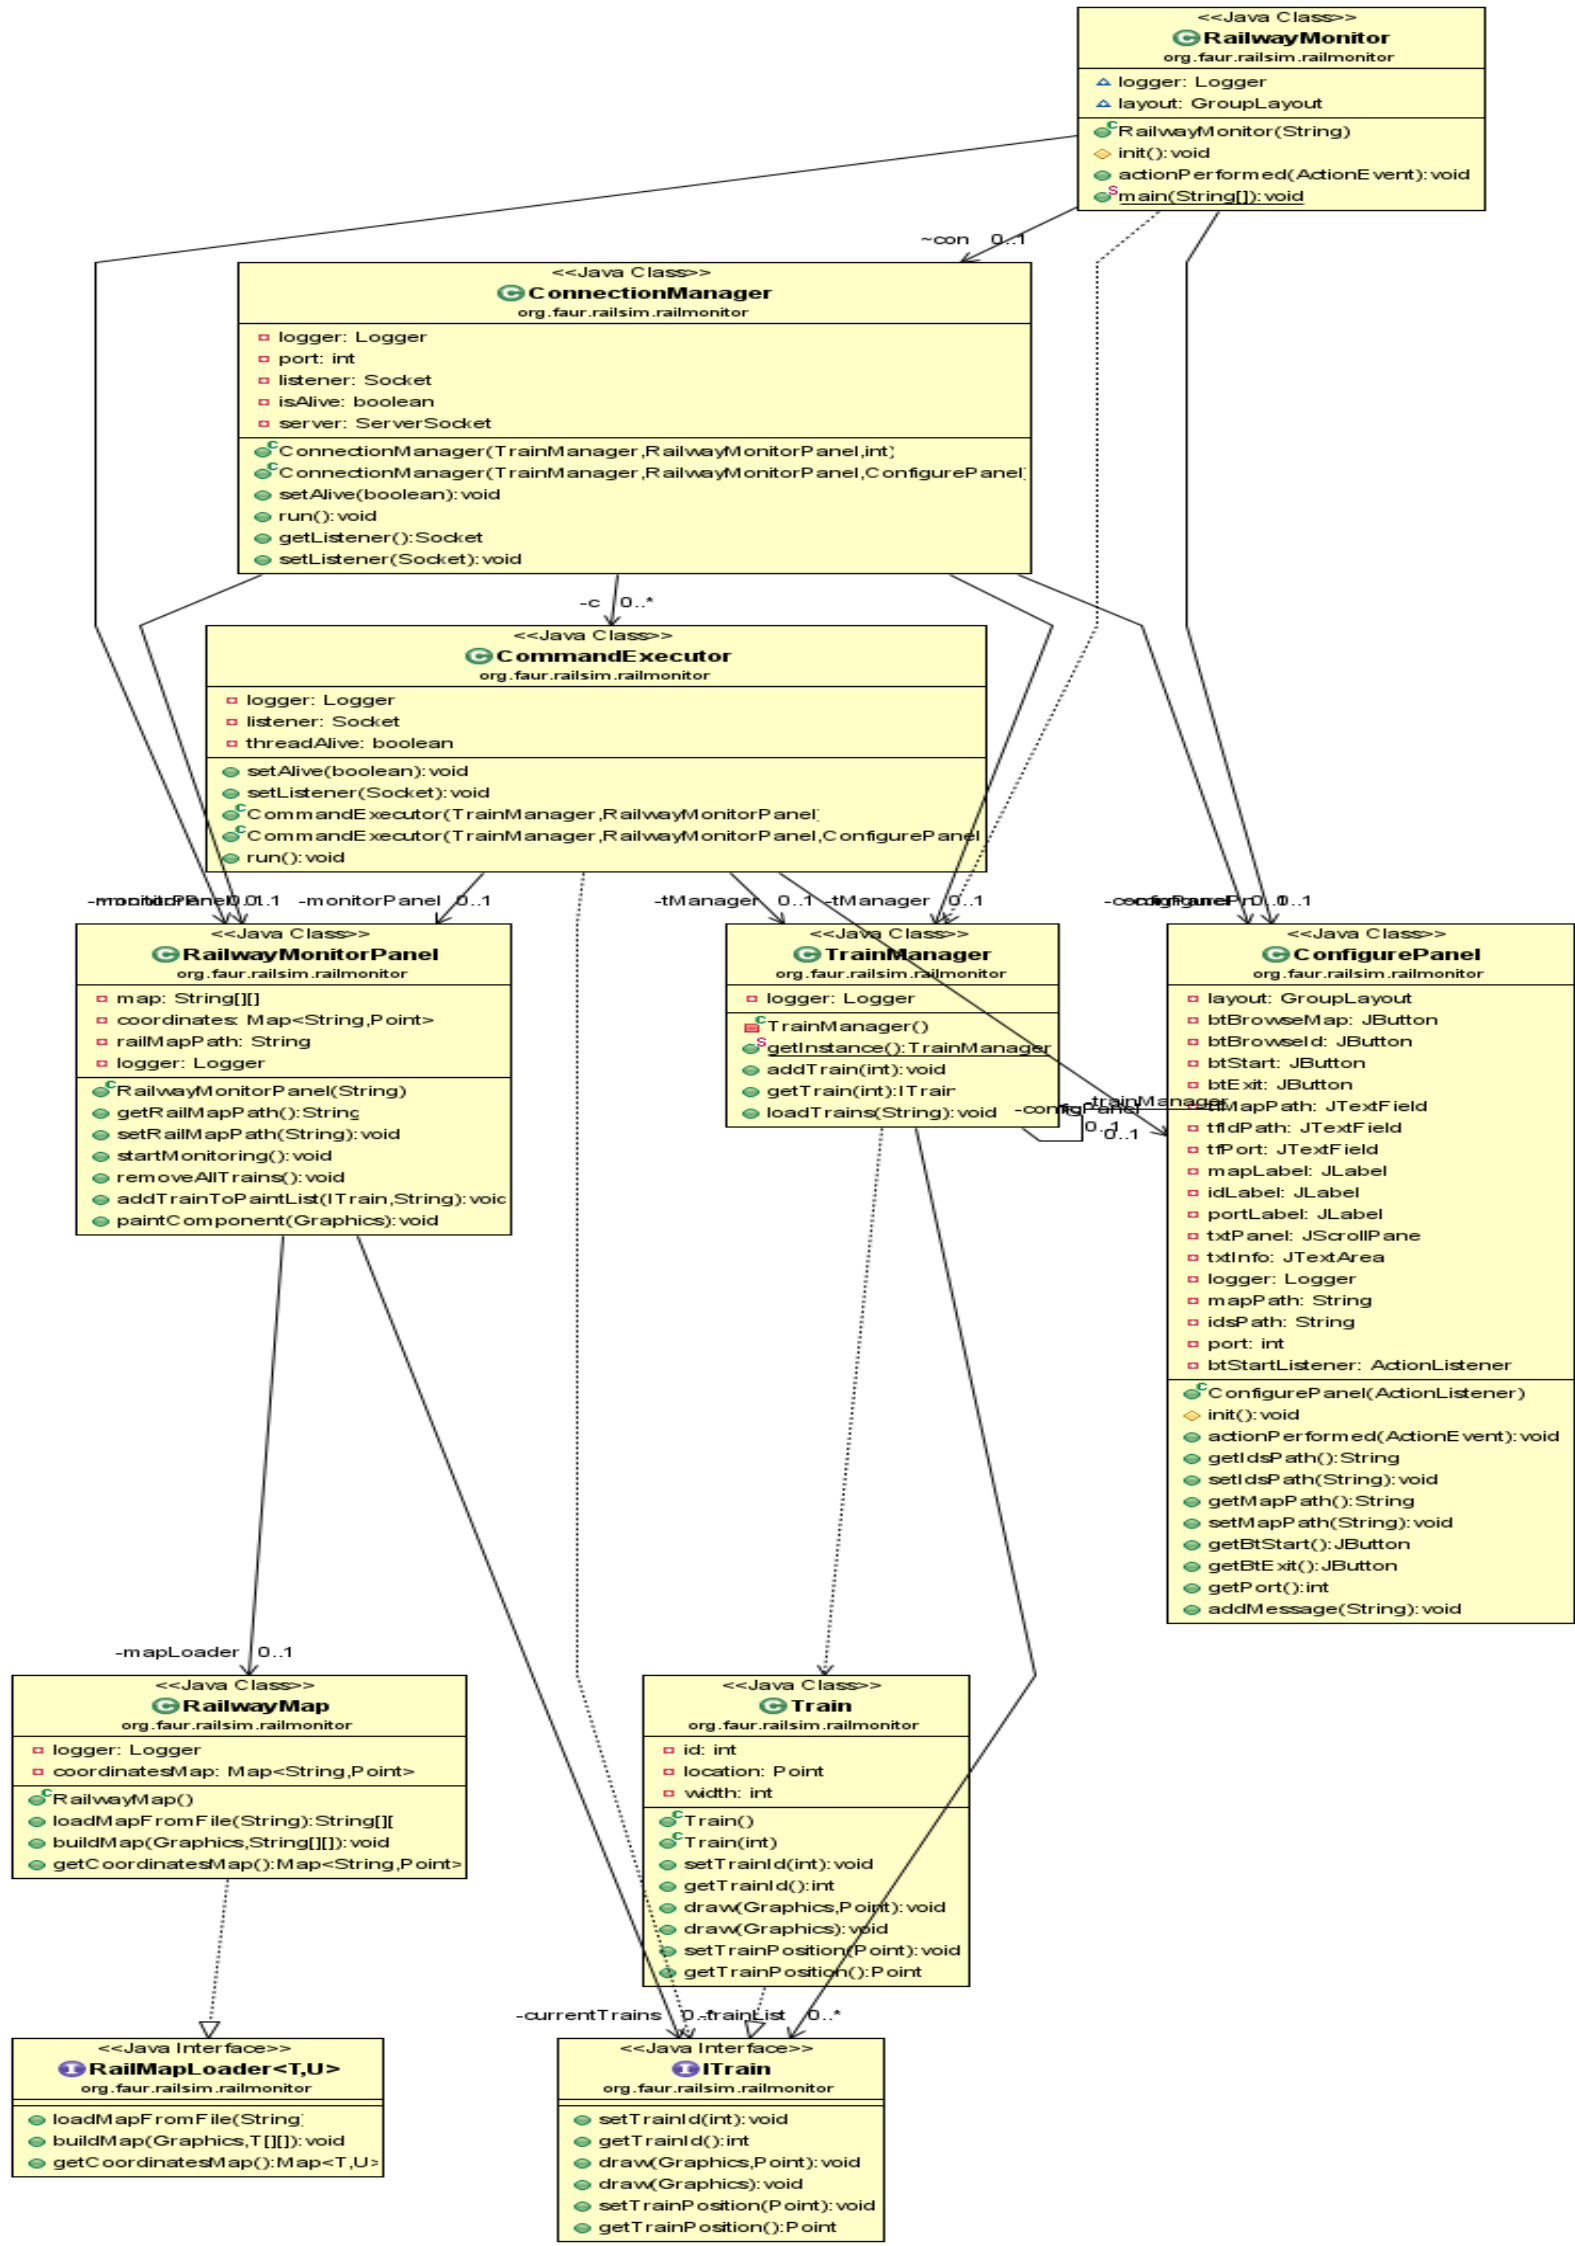 <<Java Class>>
RailwayMonitor
org.faur.railsim.railmonitor
logger: Logger
layout: GroupLayout
RailwayMonitor(String)
init():void
actionPerformed(ActionEvent):void
main(String[]):void
~con 0..1
<<Java Class>>
ConnectionManager
org.faur.railsim.railmonitor
logger: Logger
port: int
listener: Socket
isAlive: boolean
server: ServerSocket
ConnectionManager(TrainManager,RailwayMonitorPanel,int)
ConnectionManager(TrainManager,RailwayMonitorPanel,ConfigurePanel)
setAlive(boolean):void
run():void
getListener():Socket
setListener(Socket):void
-c 0..*
<<Java Class>>
CommandExecutor
org.faur.railsim.railmonitor
logger: Logger
listener: Socket
threadAlive: boolean
setAlive(boolean):void
setListener(Socket):void
CommandExecutor(TrainManager,RailwayMonitorPanel)
CommandExecutor(TrainManager,RailwayMonitorPanel,ConfigurePanel
run():void
-monitorPanel 0..1
-tManager 0..1
-tManager 0..1
<<Java Class>>
RailwayMonitorPanel
org.faur.railsim.railmonitor
map: String[][]
coordinates: Map<String,Point>
railMapPath: String
logger: Logger
RailwayMonitorPanel(String)
getRailMapPath():String
setRailMapPath(String):void
startMonitoring():void
removeAllTrains():void
addTrainToPaintList(ITrain,String):void
paintComponent(Graphics):void
<<Java Class>>
TrainManager
org.faur.railsim.railmonitor
logger: Logger
TrainManager()
getInstance():TrainManager
addTrain(int):void
getTrain(int):ITrain
loadTrains(String):void
-configPanel
-trainManager
0..1
0..1
<<Java Class>>
ConfigurePanel
org.faur.railsim.railmonitor
layout: GroupLayout
btBrowseMap: JButton
btBrowseId: JButton
btStart: JButton
btExit: JButton
tfMapPath: JTextField
tfIdPath: JTextField
tfPort: JTextField
mapLabel: JLabel
idLabel: JLabel
portLabel: JLabel
txtPanel: JScrollPane
txtInfo: JTextArea
logger: Logger
mapPath: String
idsPath: String
port: int
btStartListener: ActionListener
ConfigurePanel(ActionListener)
init():void
actionPerformed(ActionEvent):void
getIdsPath():String
setIdsPath(String):void
getMapPath():String
setMapPath(String):void
getBtStart():JButton
getBtExit():JButton
getPort():int
addMessage(String):void
-mapLoader 0..1
<<Java Class>>
RailwayMap
org.faur.railsim.railmonitor
logger: Logger
coordinatesMap: Map<String,Point>
RailwayMap()
loadMapFromFile(String):String[][
buildMap(Graphics,String[][]):void
getCoordinatesMap():Map<String,Point>
<<Java Class>>
Train
org.faur.railsim.railmonitor
id: int
location: Point
width: int
Train()
Train(int)
setTrainId(int):void
getTrainId():int
draw(Graphics,Point):void
draw(Graphics):void
setTrainPosition(Point):void
getTrainPosition():Point
-currentTrains
-trainList 0..*
<<Java Interface>>
RailMapLoader<T,U>
org.faur.railsim.railmonitor
loadMapFromFile(String)
buildMap(Graphics,T[][]):void
getCoordinatesMap():Map<T,U>
<<Java Interface>>
ITrain
org.faur.railsim.railmonitor
setTrainId(int):void
getTrainId():int
draw(Graphics,Point):void
draw(Graphics):void
setTrainPosition(Point):void
getTrainPosition():Point